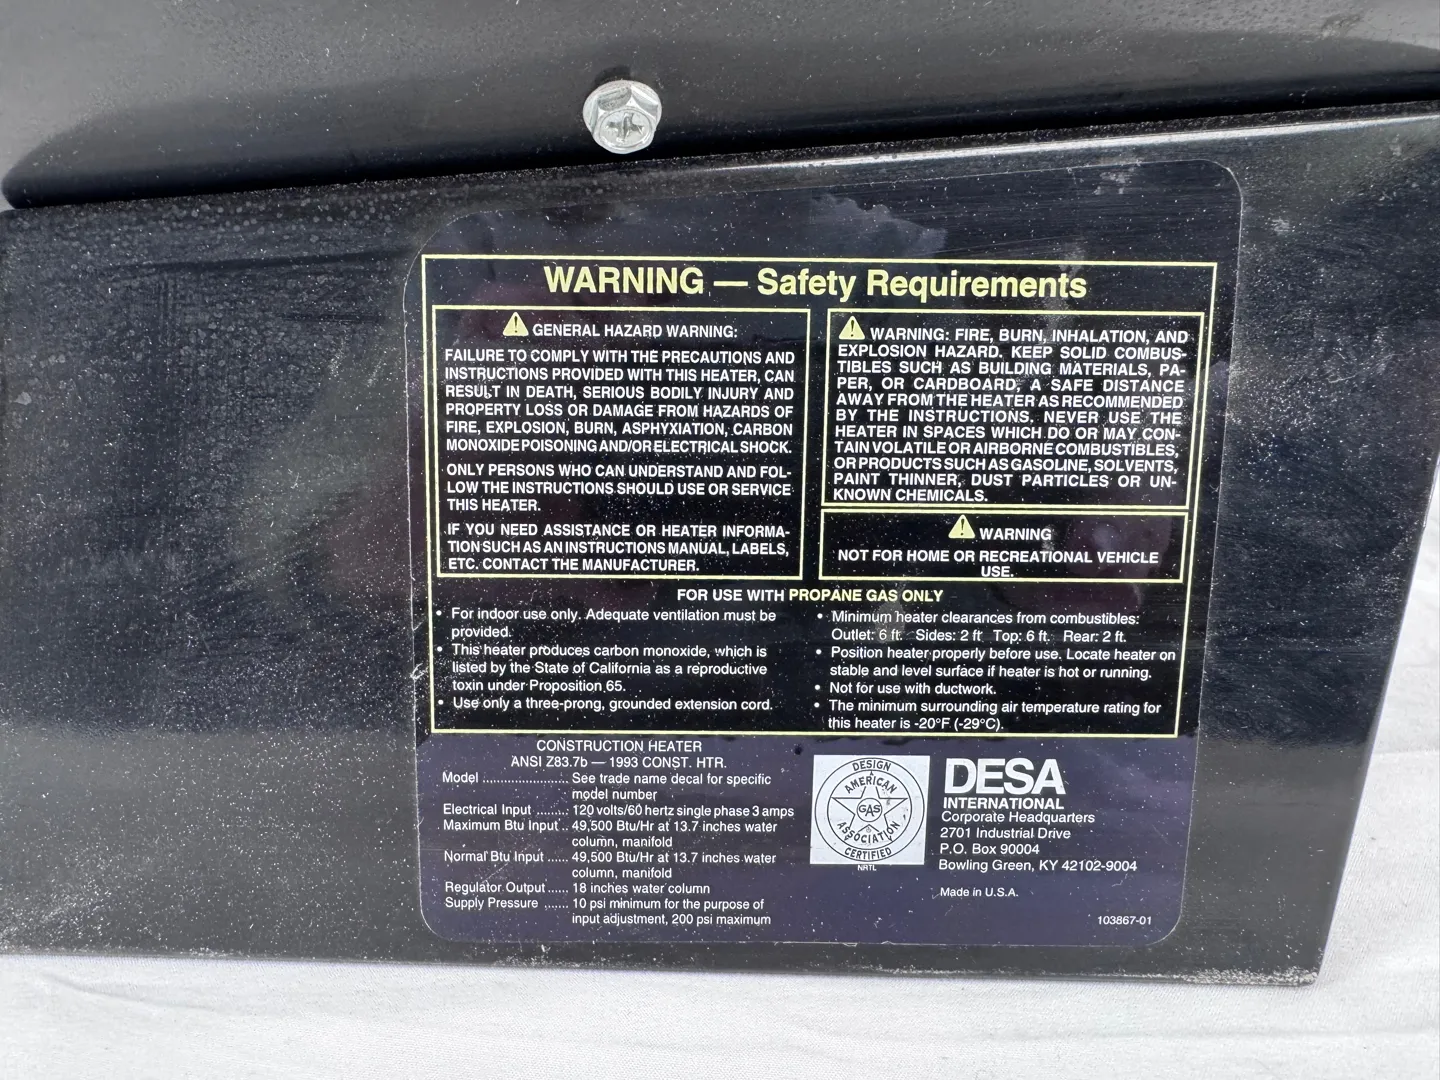 WARNING — Safety Requirements
GENERAL HAZARD WARNING:
FAILURE TO COMPLY WITH THE PRECAUTIONS AND
INSTRUCTIONS PROVIDED WITH THIS HEATER, CAN
RESULT IN DEATH, SERIOUS BODILY INJURY AND
PROPERTY LOSS OR DAMAGE FROM HAZARDS OF
FIRE, EXPLOSION, BURN, ASPHYXIATION, CARBON
MONOXIDE POISONING AND/OR ELECTRICAL SHOCK.
ONLY PERSONS WHO CAN UNDERSTAND AND FOL-
LOW THE INSTRUCTIONS SHOULD USE OR SERVICE
THIS HEATER.
IF YOU NEED ASSISTANCE OR HEATER INFORMA-
TION SUCH AS AN INSTRUCTIONS MANUAL, LABELS,
ETC. CONTACT THE MANUFACTURER.
WARNING: FIRE, BURN, INHALATION, AND
EXPLOSION HAZARD. KEEP SOLID COMBUS-
TIBLES SUCH AS BUILDING MATERIALS, PA-
PER, OR CARDBOARD, A SAFE DISTANCE
AWAY FROM THE HEATER AS RECOMMENDED
BY THE INSTRUCTIONS. NEVER USE THE
HEATER IN SPACES WHICH DO OR MAY CON-
TAIN VOLATILE OR AIRBORNE COMBUSTIBLES,
OR PRODUCTS SUCH AS GASOLINE, SOLVENTS,
PAINT THINNER, DUST PARTICLES OR UN-
KNOWN CHEMICALS.
WARNING
NOT FOR HOME OR RECREATIONAL VEHICLE
USE.
FOR USE WITH PROPANE GAS ONLY
• For indoor use only. Adequate ventilation must be
provided.
• This heater produces carbon monoxide, which is
listed by the State of California as a reproductive
toxin under Proposition 65.
• Use only a three-prong, grounded extension cord.
• Minimum heater clearances from combustibles:
Outlet: 6 ft. Sides: 2 ft Top: 6 ft. Rear: 2 ft.
• Position heater properly before use. Locate heater on
stable and level surface if heater is hot or running.
• Not for use with ductwork.
• The minimum surrounding air temperature rating for
this heater is -20°F (-29°C).
CONSTRUCTION HEATER
ANSI Z83.7b — 1993 CONST. HTR.
Model ...................... See trade name decal for specific
model number
Electrical Input ........ 120 volts/60 hertz single phase 3 amps
Maximum Btu Input .. 49,500 Btu/Hr at 13.7 inches water
column, manifold
Normal Btu Input ...... 49,500 Btu/Hr at 13.7 inches water
column, manifold
Regulator Output ...... 18 inches water column
Supply Pressure ....... 10 psi minimum for the purpose of
input adjustment, 200 psi maximum
DESIGN
AMERICAN
GAS
ASSOCIATION
CERTIFIED
NRTL
DESA
INTERNATIONAL
Corporate Headquarters
2701 Industrial Drive
P.O. Box 90004
Bowling Green, KY 42102-9004
Made in U.S.A.
103867-01